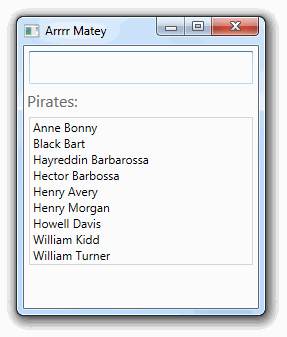 Arrrr Matey
Pirates:
Anne Bonny
Black Bart
Hayreddin Barbarossa
Hector Barbossa
Henry Avery
Henry Morgan
Howell Davis
William Kidd
William Turner